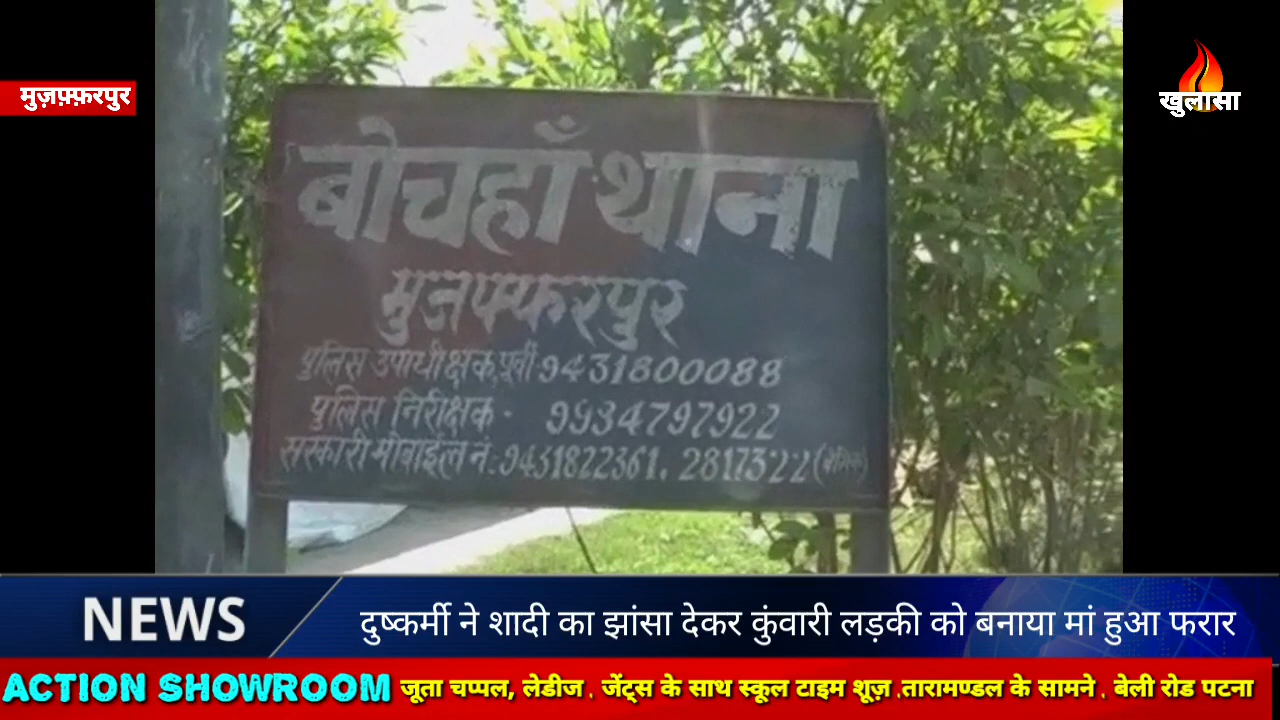 मुज़फ़्फ़रपुर
खुलासा
बोचहाँ थाना
मुजफ्फरपुर
पुलिस उपाधीक्षक,पूर्वी-9431800088
पुलिस निरीक्षक - 9934797922
सरकारी मोबाईल नं.-9431822361, 2817322 (बेसिक)
NEWS
दुष्कर्मी ने शादी का झांसा देकर कुंवारी लड़की को बनाया मां हुआ फरार
ACTION SHOWROOM जूता चप्पल, लेडीज . जेंट्स के साथ स्कूल टाइम शूज़ .तारामण्डल के सामने . बेली रोड पटना